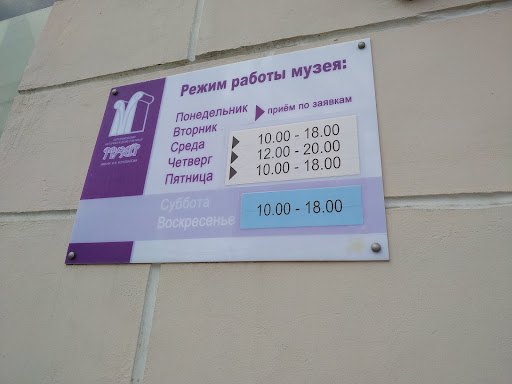 Режим работы музея:
Понедельник приём по заявкам
Вторник
Среда 10.00 - 18.00
Четверг 12.00 - 20.00
Пятница 10.00 - 18.00
Суббота
Воскресенье 10.00 - 18.00